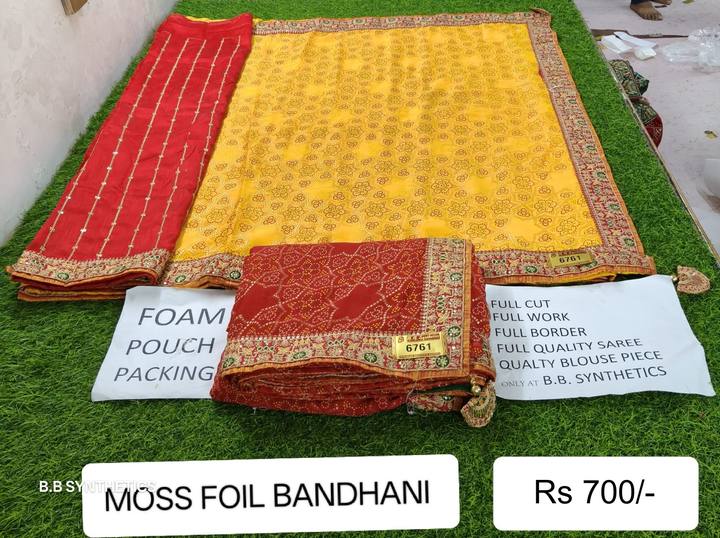 6761
FOAM
POUCH
PACKING
6761
FULL CUT
FULL WORK
FULL BORDER
FULL QUALITY SAREE
QUALTY BLOUSE PIECE
ONLY AT B.B. SYNTHETICS
B.B SYNTHETICS
MOSS FOIL BANDHANI
Rs 700/-